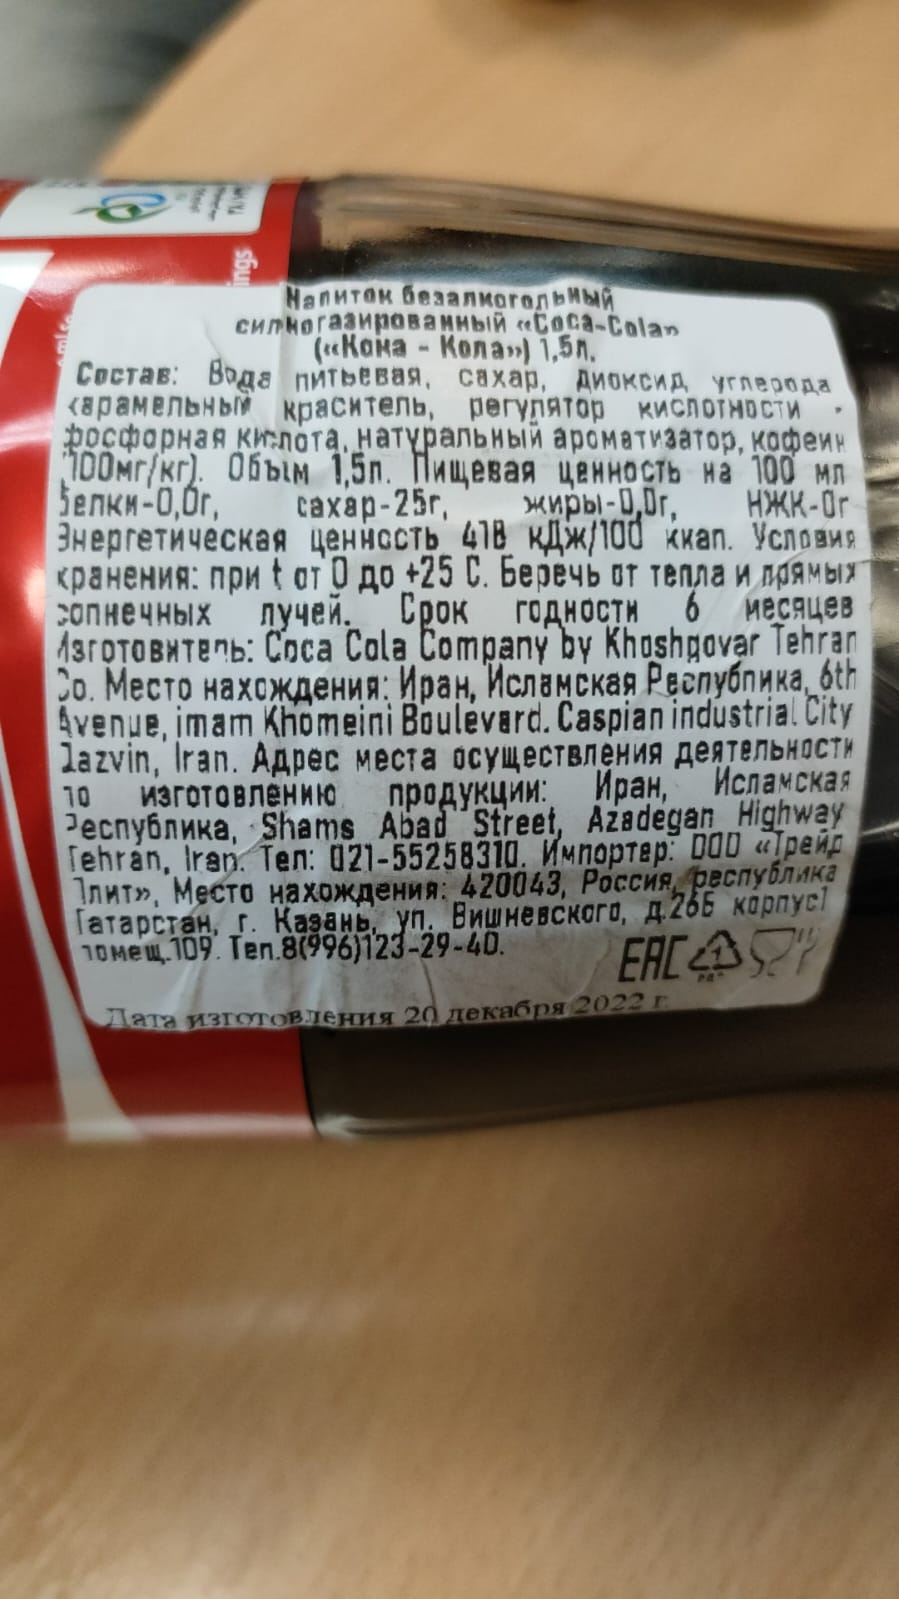 ings
Напиток безалкогольный
сильногазированный «Coca-Cola»
(«Кока - Кола») 1,5л.
Состав: Вода питьевая, сахар, диоксид углерода
карамельный краситель, регулятор кислотности -
фосфорная кислота, натуральный ароматизатор, кофеин
100мг/кг). Объём 1,5л. Пищевая ценность на 100 мл
Белки-0,0г, сахар-25г, жиры-0,0г, НЖК-0г
Энергетическая ценность 418 кДж/100 ккал. Условия
хранения: при t от 0 до +25 С. Беречь от тепла и прямых
солнечных лучей. Срок годности 6 месяцев
Изготовитель: Coca Cola Company by Khoshgovar Tehran
Co. Место нахождения: Иран, Исламская Республика, 6th
Avenue, imam Khomeini Boulevard. Caspian industrial City
Qazvin, Iran. Адрес места осуществления деятельности
по изготовлению продукции: Иран, Исламская
Республика, Shams Abad Street, Azadegan Highway
Tehran, Iran. Тел: 021-55258310. Импортер: ООО «Трейд
Элит», Место нахождения: 420043, Россия, республика
Татарстан, г. Казань, ул. Вишневского, д.26Б корпус1
помещ.109. Тел.8(996)123-29-40.
EAC 1
Дата изготовления 20 декабря 2022 г.